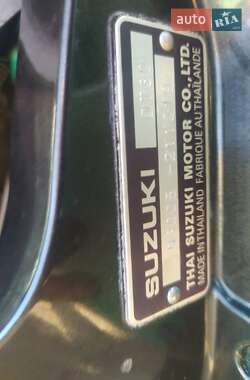 auto RIA
SUZUKI
THAI SUZUKI MOTOR CO., LTD.
MADE IN THAILAND FABRIQUE AU THAILANDE